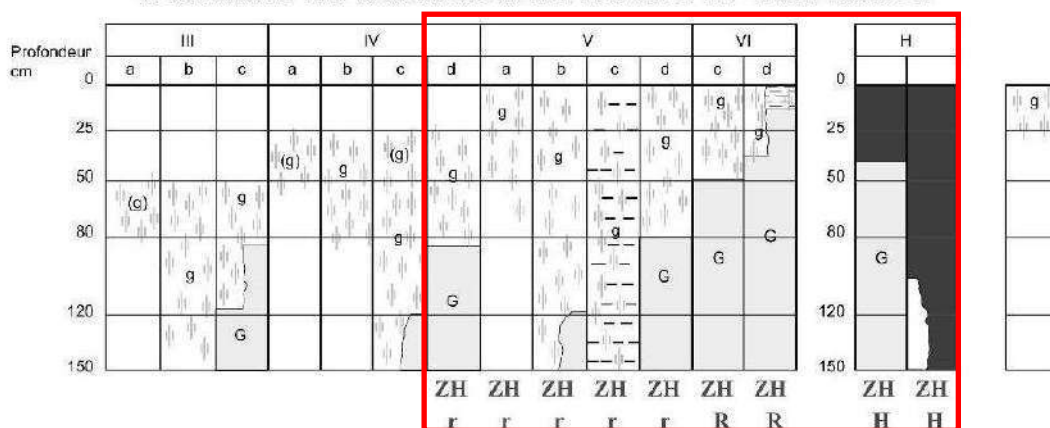 III IV V VI H
Profondeur
cm
a b c a b c d a b c d c d
0 0
g g g g
25 25
(g) g (g) g g g g
50 50
(g) g
80 g g 80
g G G G G
120 G G 120
150 150
ZH ZH ZH ZH ZH ZH ZH ZH ZH
r r r r r R R H H